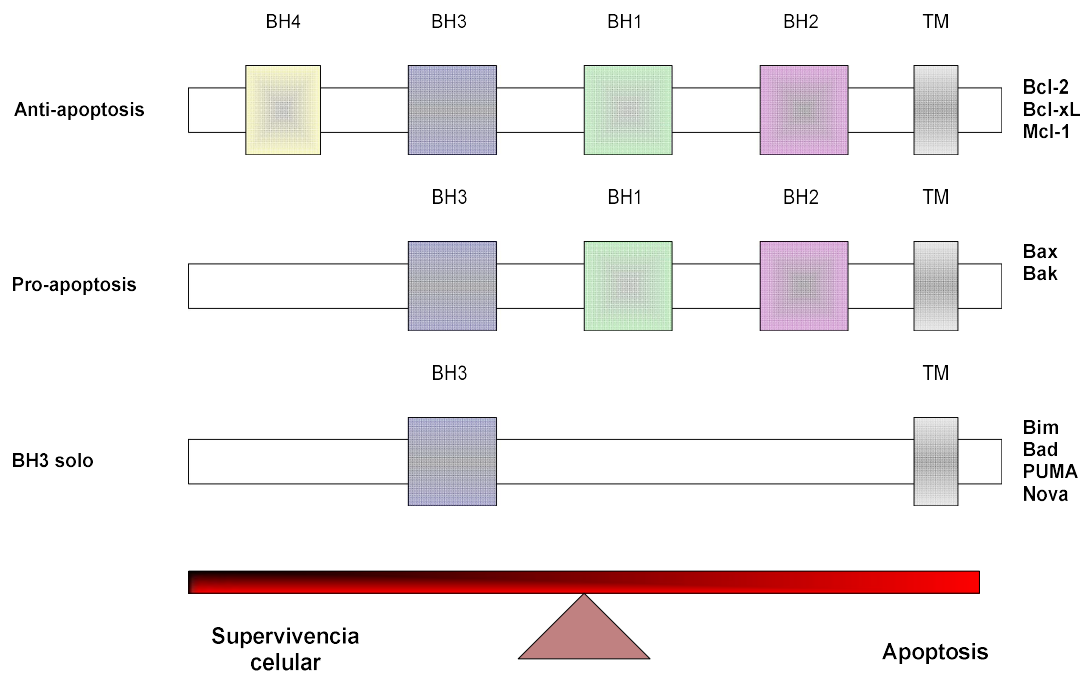 BH4 BH3 BH1 BH2 TM
Anti-apoptosis
Bcl-2
Bcl-xL
Mcl-1
BH3 BH1 BH2 TM
Pro-apoptosis
Bax
Bak
BH3 TM
BH3 solo
Bim
Bad
PUMA
Nova
Supervivencia
celular
Apoptosis